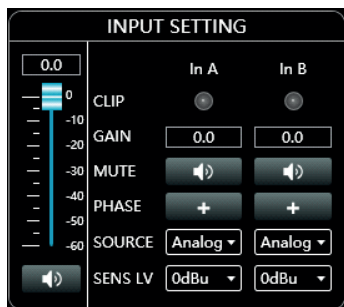 INPUT SETTING
0.0
In A In B
0
CLIP
-10
GAIN 0.0 0.0
-20
-30 MUTE
-40
PHASE + +
-50
-60 SOURCE Analog Analog
SENS LV 0dBu 0dBu